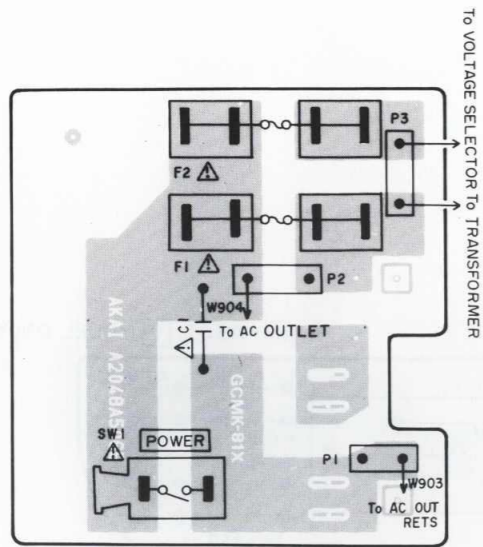 To VOLTAGE SELECTOR To TRANSFORMER
P3
F2
F1
P2
W904
C1
To AC OUTLET
AKAI
GCMK-81X
SW1
POWER
P1
W903
To AC OUT
RETS